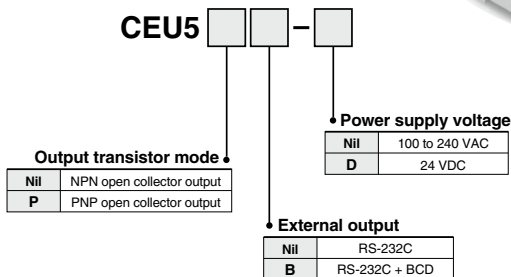 CEU5 –
Power supply voltage
Nil 100 to 240 VAC
D 24 VDC
Output transistor mode
Nil NPN open collector output
P PNP open collector output
External output
Nil RS-232C
B RS-232C + BCD